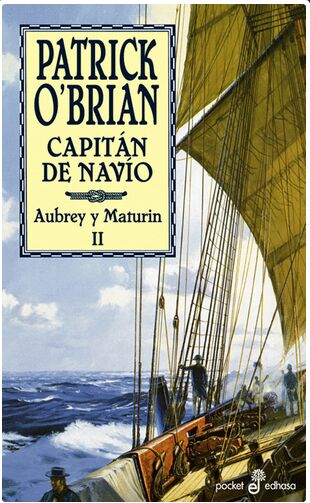 PATRICK
O'BRIAN
CAPITÁN
DE NAVÍO
Aubrey y Maturin
II
pocket edhasa